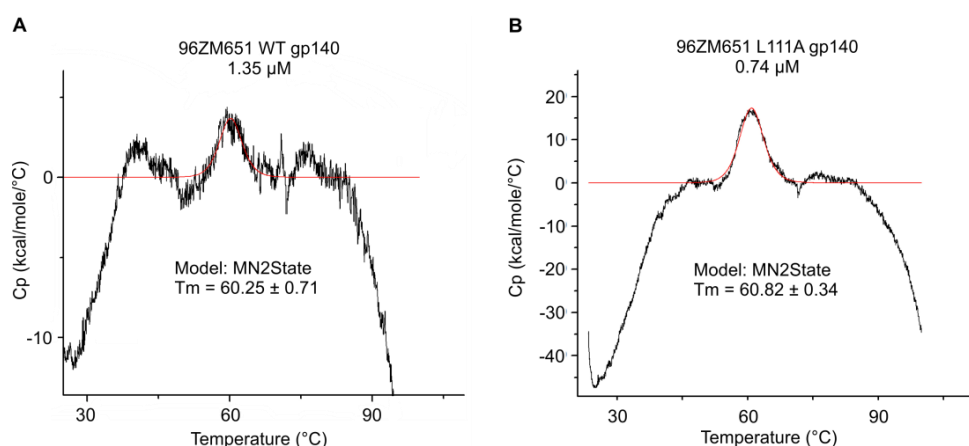 A
96ZM651 WT gp140
1.35 µM
Cp (kcal/mole/°C)
0
-10
Model: MN2State
Tm = 60.25 ± 0.71
30
60
90
Temperature (°C)
B
96ZM651 L111A gp140
0.74 µM
Cp (kcal/mole/°C)
20
10
0
-10
-20
-30
-40
Model: MN2State
Tm = 60.82 ± 0.34
30
60
90
Temperature (°C)